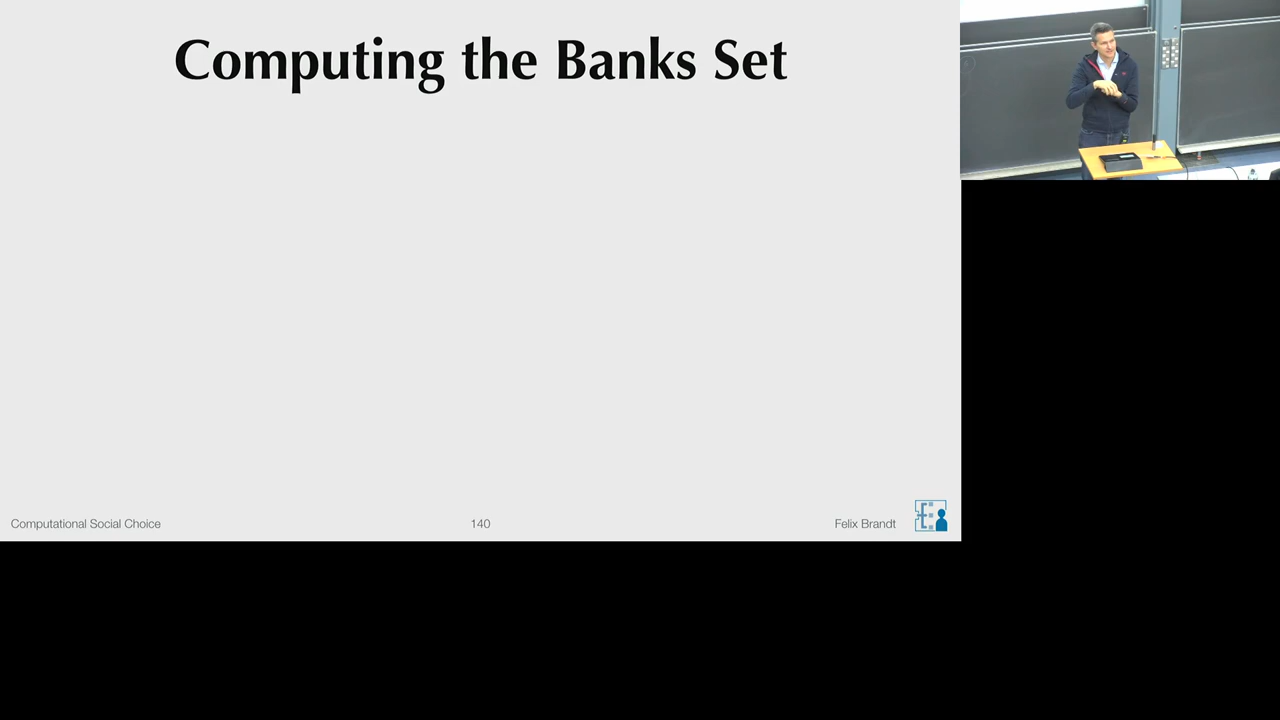 Computing the Banks Set
Computational Social Choice
140
Felix Brandt